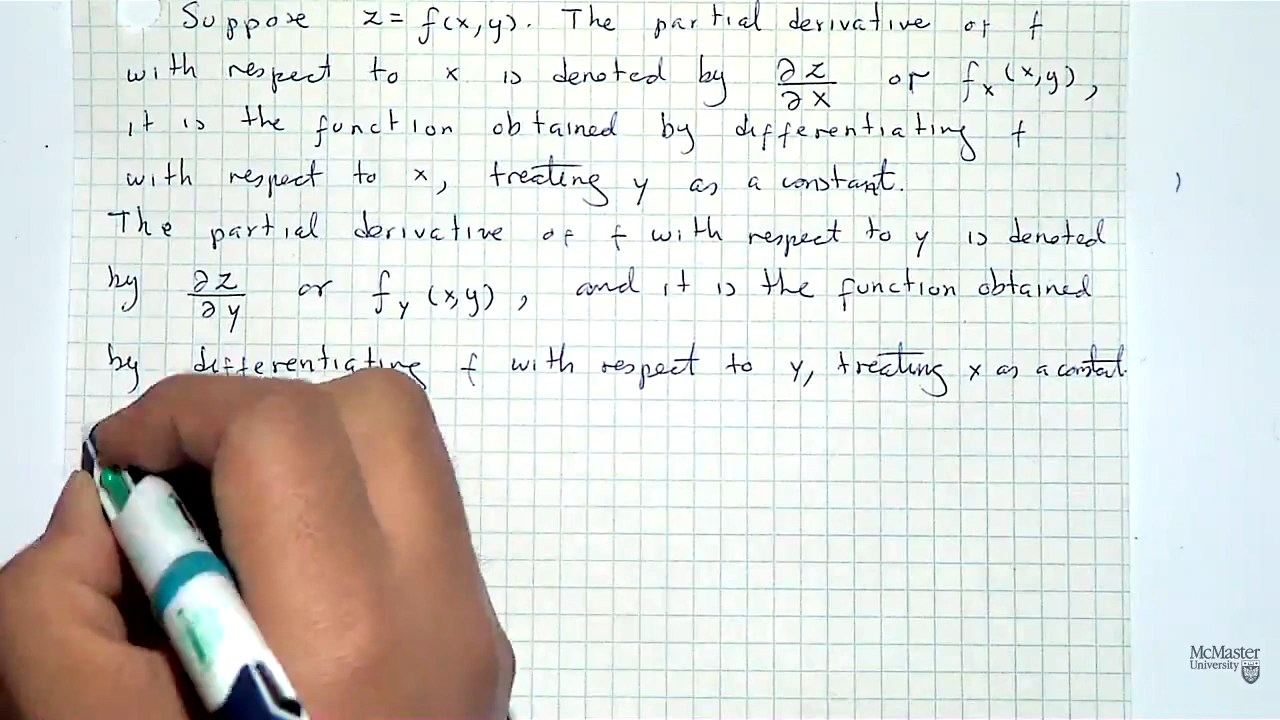 Suppose z = f(x,y). The partial derivative of f
with respect to x is denoted by ∂z/∂x or fₓ(x,y),
it is the function obtained by differentiating f
with respect to x, treating y as a constant.
The partial derivative of f with respect to y is denoted
by ∂z/∂y or f_y(x,y), and it is the function obtained
by differentiating f with respect to y, treating x as a constat.
McMaster
University